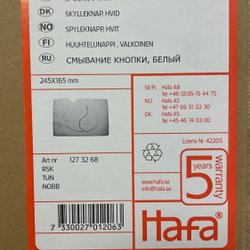 DK SKYLLEKNAP, HVID
NO SPYLEKNAPP, HVIT
FI HUUHTELUNAPPI , VALKOINEN
RU СМЫВАНИЕ КНОПКИ, БЕЛЫЙ
245X165 mm
SE/FI Hafa AB
Tel +46 (0)35-15 44 75
NO Hafa AS
Tel +47 69 31 02 30
DK Hafa AS
Tel +45 46 74 03 00
Lizens Nr 42205
5
years
warranty
www.hafa.se
hafa.se
Art nr 127 32 68
RSK
TUN
NOBB
7 330027 012063
Hafa®